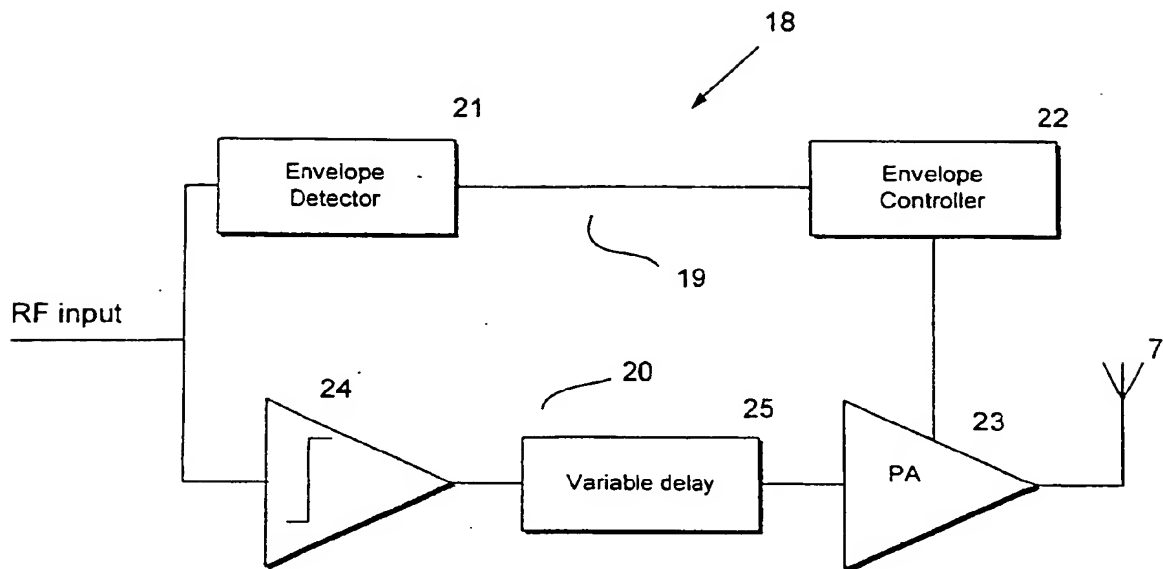 18
21
22
Envelope
Detector
Envelope
Controller
19
RF input
7
24
20
25
23
Variable delay
PA